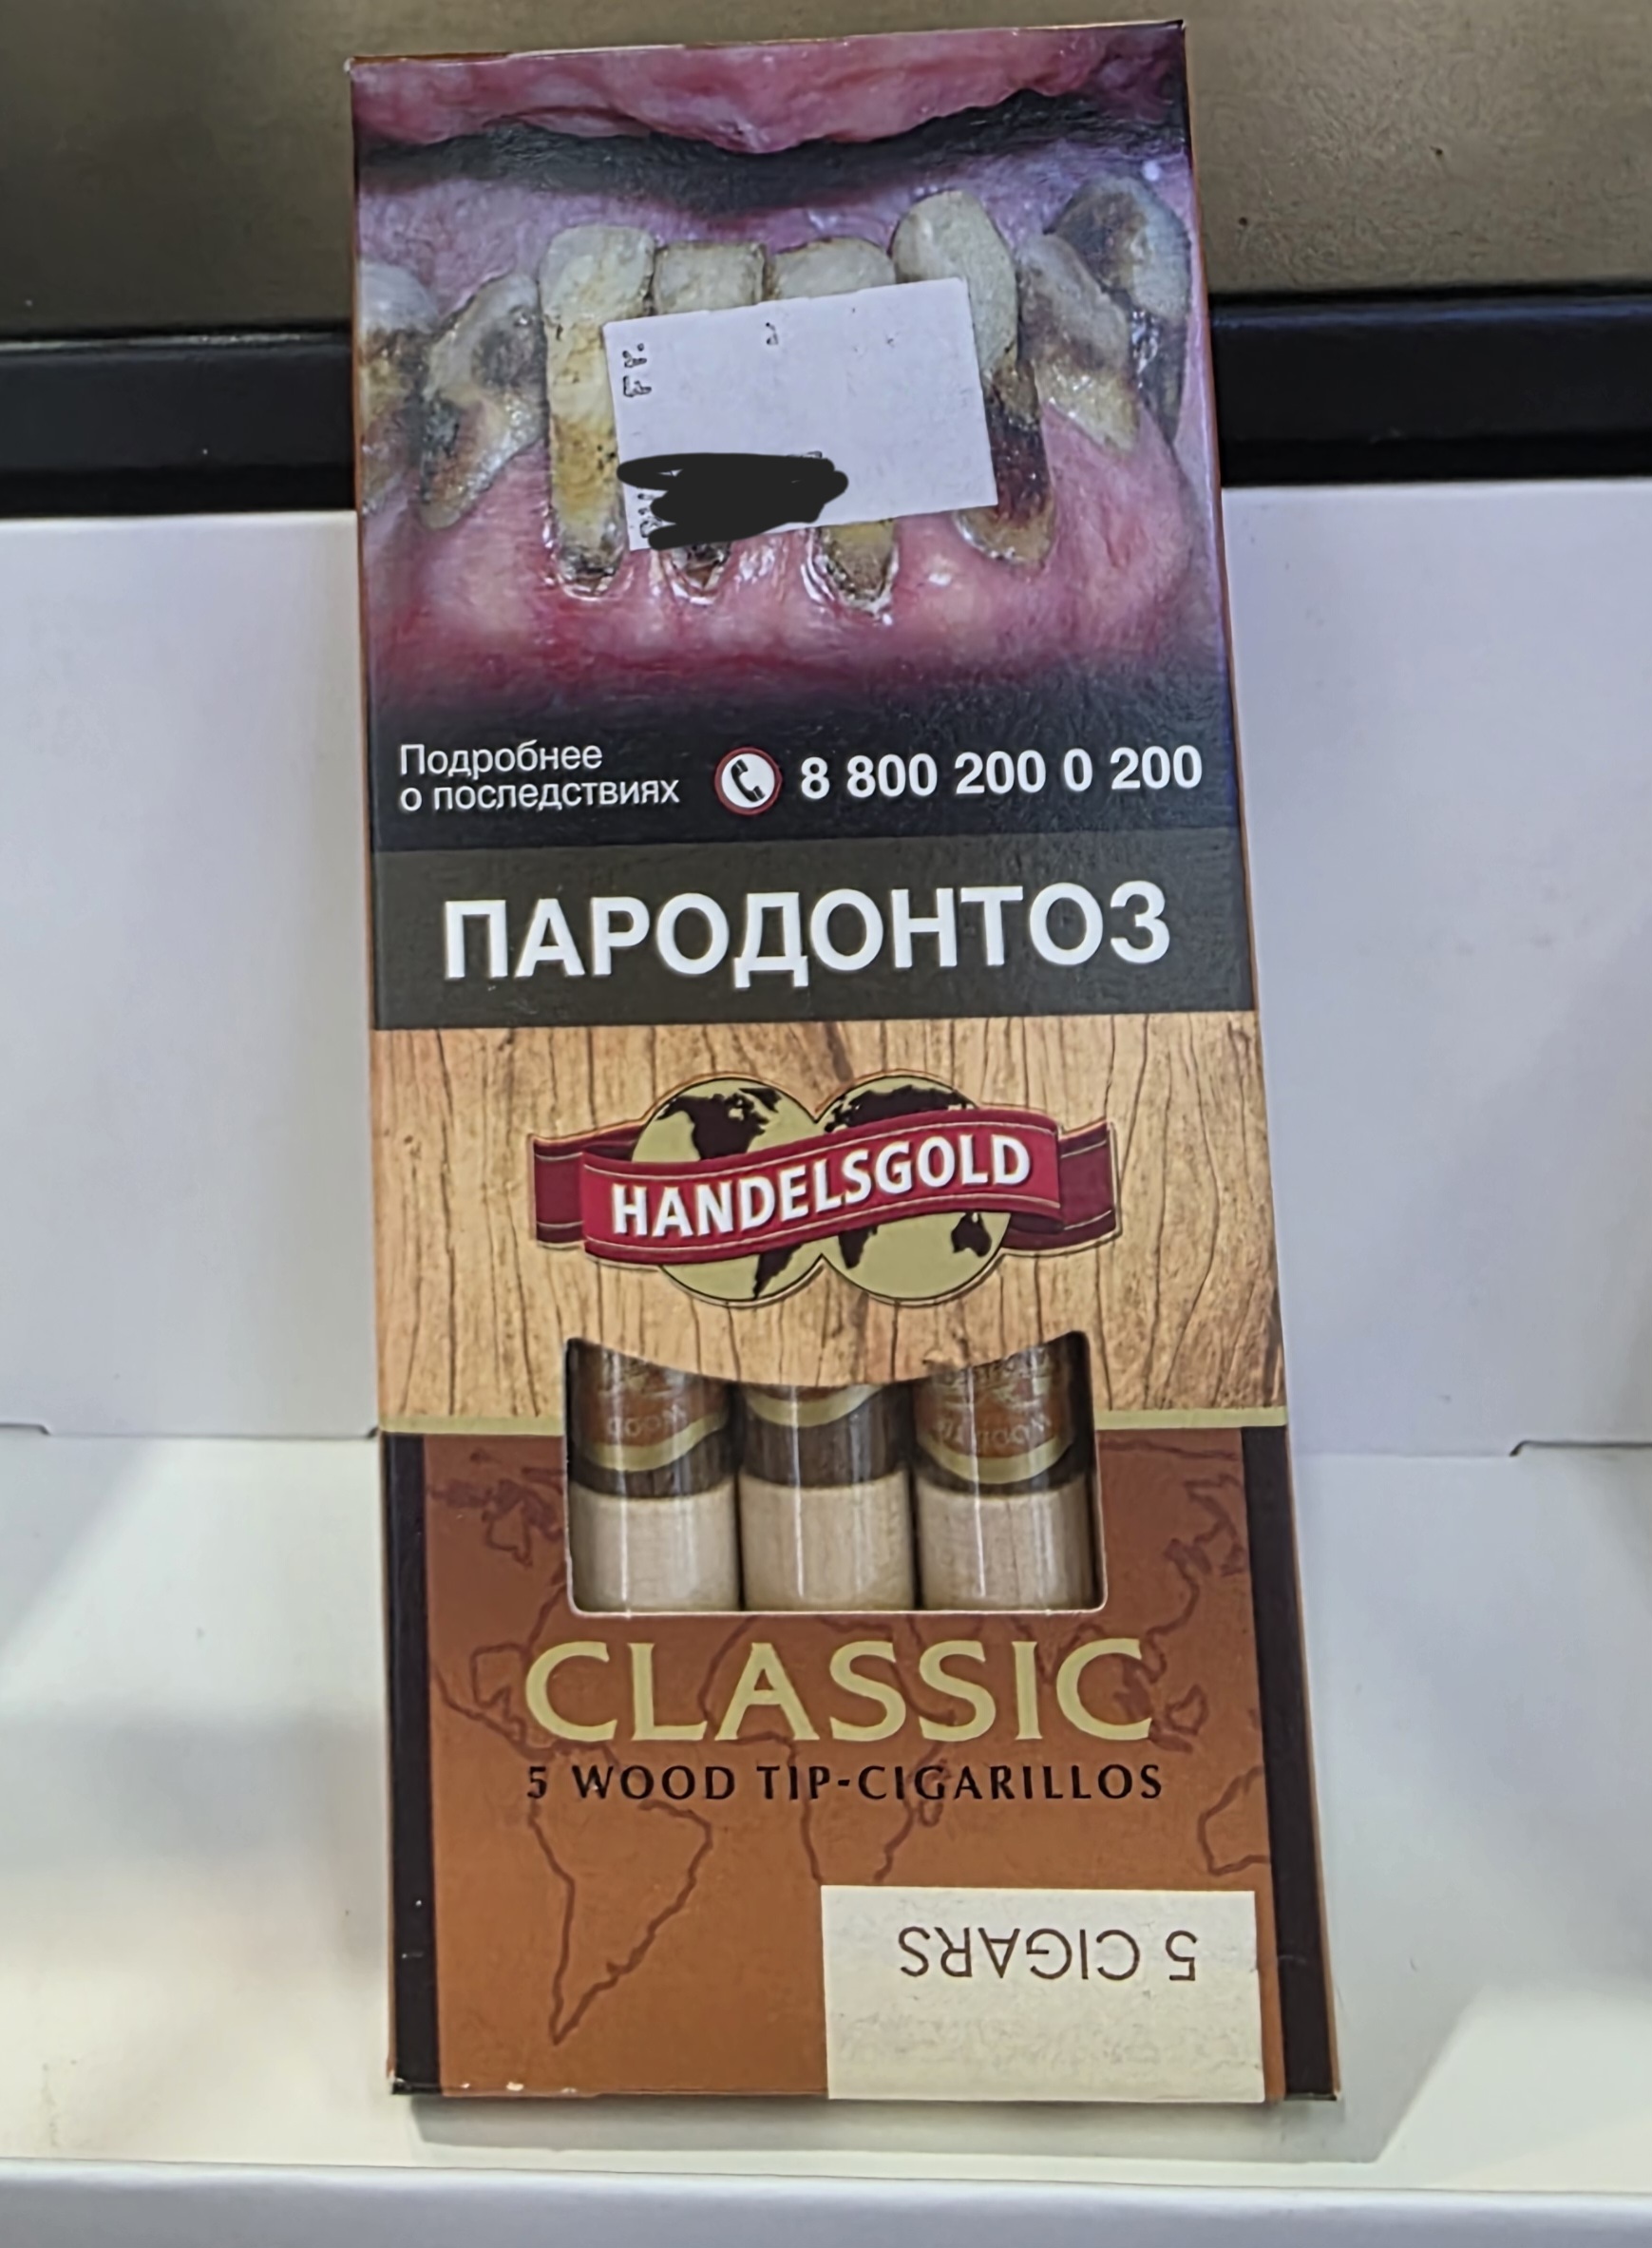 Подробнее
о последствиях
8 800 200 0 200
ПАРОДОНТОЗ
HANDELSGOLD
CLASSIC
5 WOOD TIP-CIGARILLOS
5 CIGARS